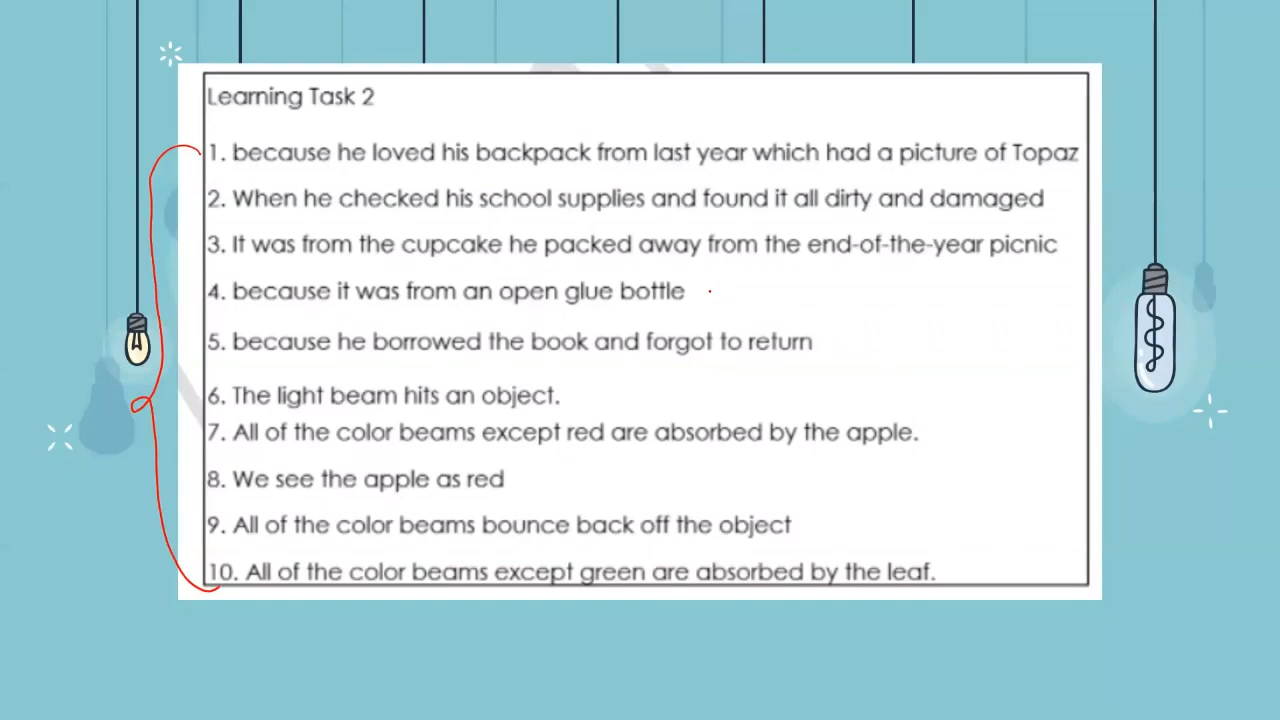 Learning Task 2
1. because he loved his backpack from last year which had a picture of Topaz
2. When he checked his school supplies and found it all dirty and damaged
3. It was from the cupcake he packed away from the end-of-the-year picnic
4. because it was from an open glue bottle
5. because he borrowed the book and forgot to return
6. The light beam hits an object.
7. All of the color beams except red are absorbed by the apple.
8. We see the apple as red
9. All of the color beams bounce back off the object
10. All of the color beams except green are absorbed by the leaf.